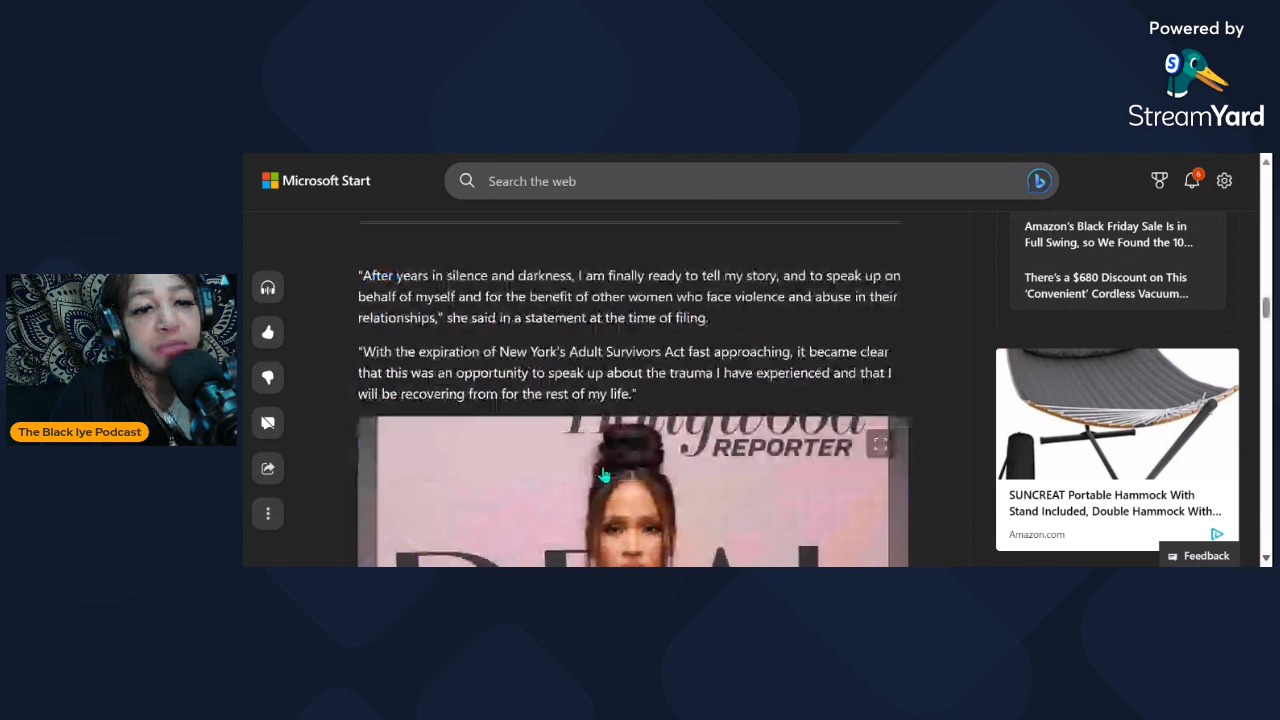 Powered by
S
StreamYard
Microsoft Start
Search the web
b
6
Amazon's Black Friday Sale Is in
Full Swing, so We Found the 10...
There's a $680 Discount on This
'Convenient' Cordless Vacuum...
"After years in silence and darkness, I am finally ready to tell my story, and to speak up on
behalf of myself and for the benefit of other women who face violence and abuse in their
relationships," she said in a statement at the time of filing.
"With the expiration of New York's Adult Survivors Act fast approaching, it became clear
that this was an opportunity to speak up about the trauma I have experienced and that I
will be recovering from for the rest of my life."
Hollywood
REPORTER
The Black Iye Podcast
SUNCREAT Portable Hammock With
Stand Included, Double Hammock With...
Amazon.com
Feedback